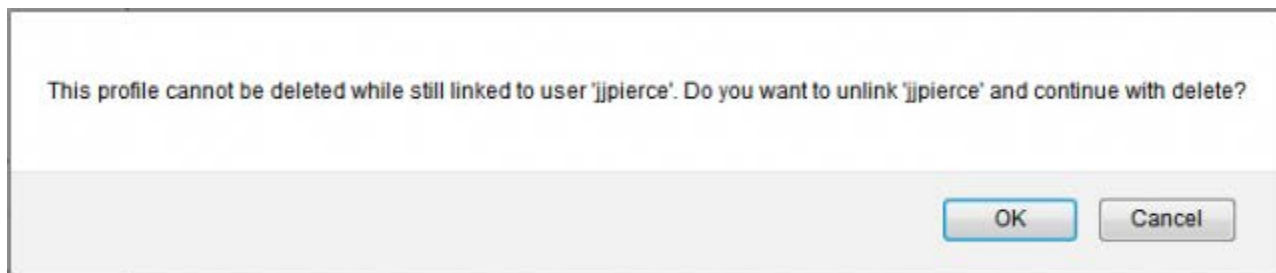 This profile cannot be deleted while still linked to user 'jjpierce'. Do you want to unlink 'jjpierce' and continue with delete?
OK Cancel